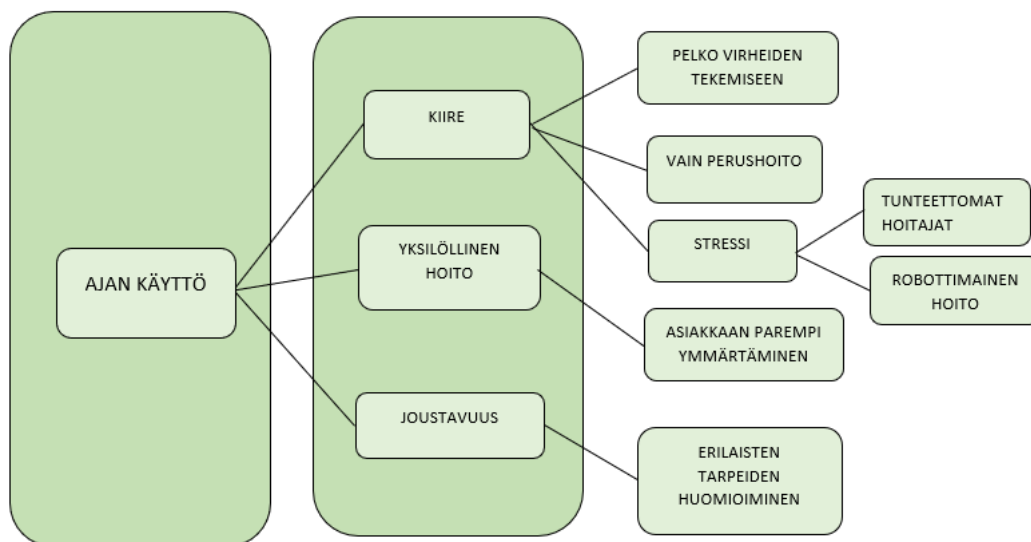 AJAN KÄYTTÖ
KIIRE
YKSILÖLLINEN
HOITO
JOUSTAVUUS
PELKO VIRHEIDEN
TEKEMISEEN
VAIN PERUSHOITO
STRESSI
TUNTEETTOMAT
HOITAJAT
ROBOTTIMAINEN
HOITO
ASIAKKAAN PAREMPI
YMMÄRTÄMINEN
ERILAISTEN
TARPEIDEN
HUOMIOIMINEN